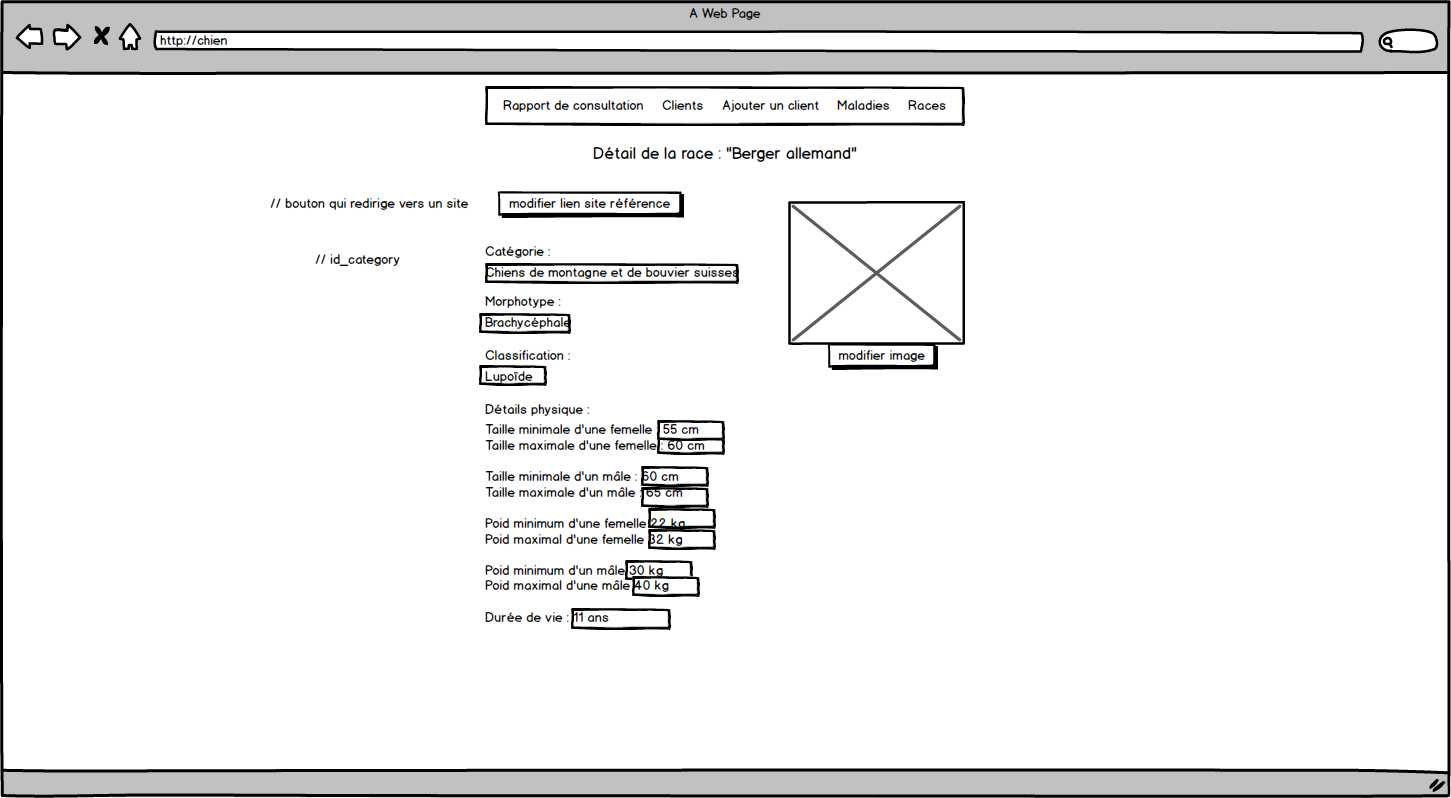 A Web Page
http://chien
Rapport de consultation Clients Ajouter un client Maladies Races
Détail de la race : "Berger allemand"
// bouton qui redirige vers un site modifier lien site référence
// id_category
Catégorie :
Chiens de montagne et de bouvier suisses
Morphotype :
Brachycéphale
modifier image
Classification :
Lupoïde
Détails physique :
Taille minimale d'une femelle : 55 cm
Taille maximale d'une femelle : 60 cm
Taille minimale d'un mâle : 60 cm
Taille maximale d'un mâle : 65 cm
Poid minimum d'une femelle 22 kg
Poid maximal d'une femelle 32 kg
Poid minimum d'un mâle 30 kg
Poid maximal d'une mâle 40 kg
Durée de vie : 11 ans